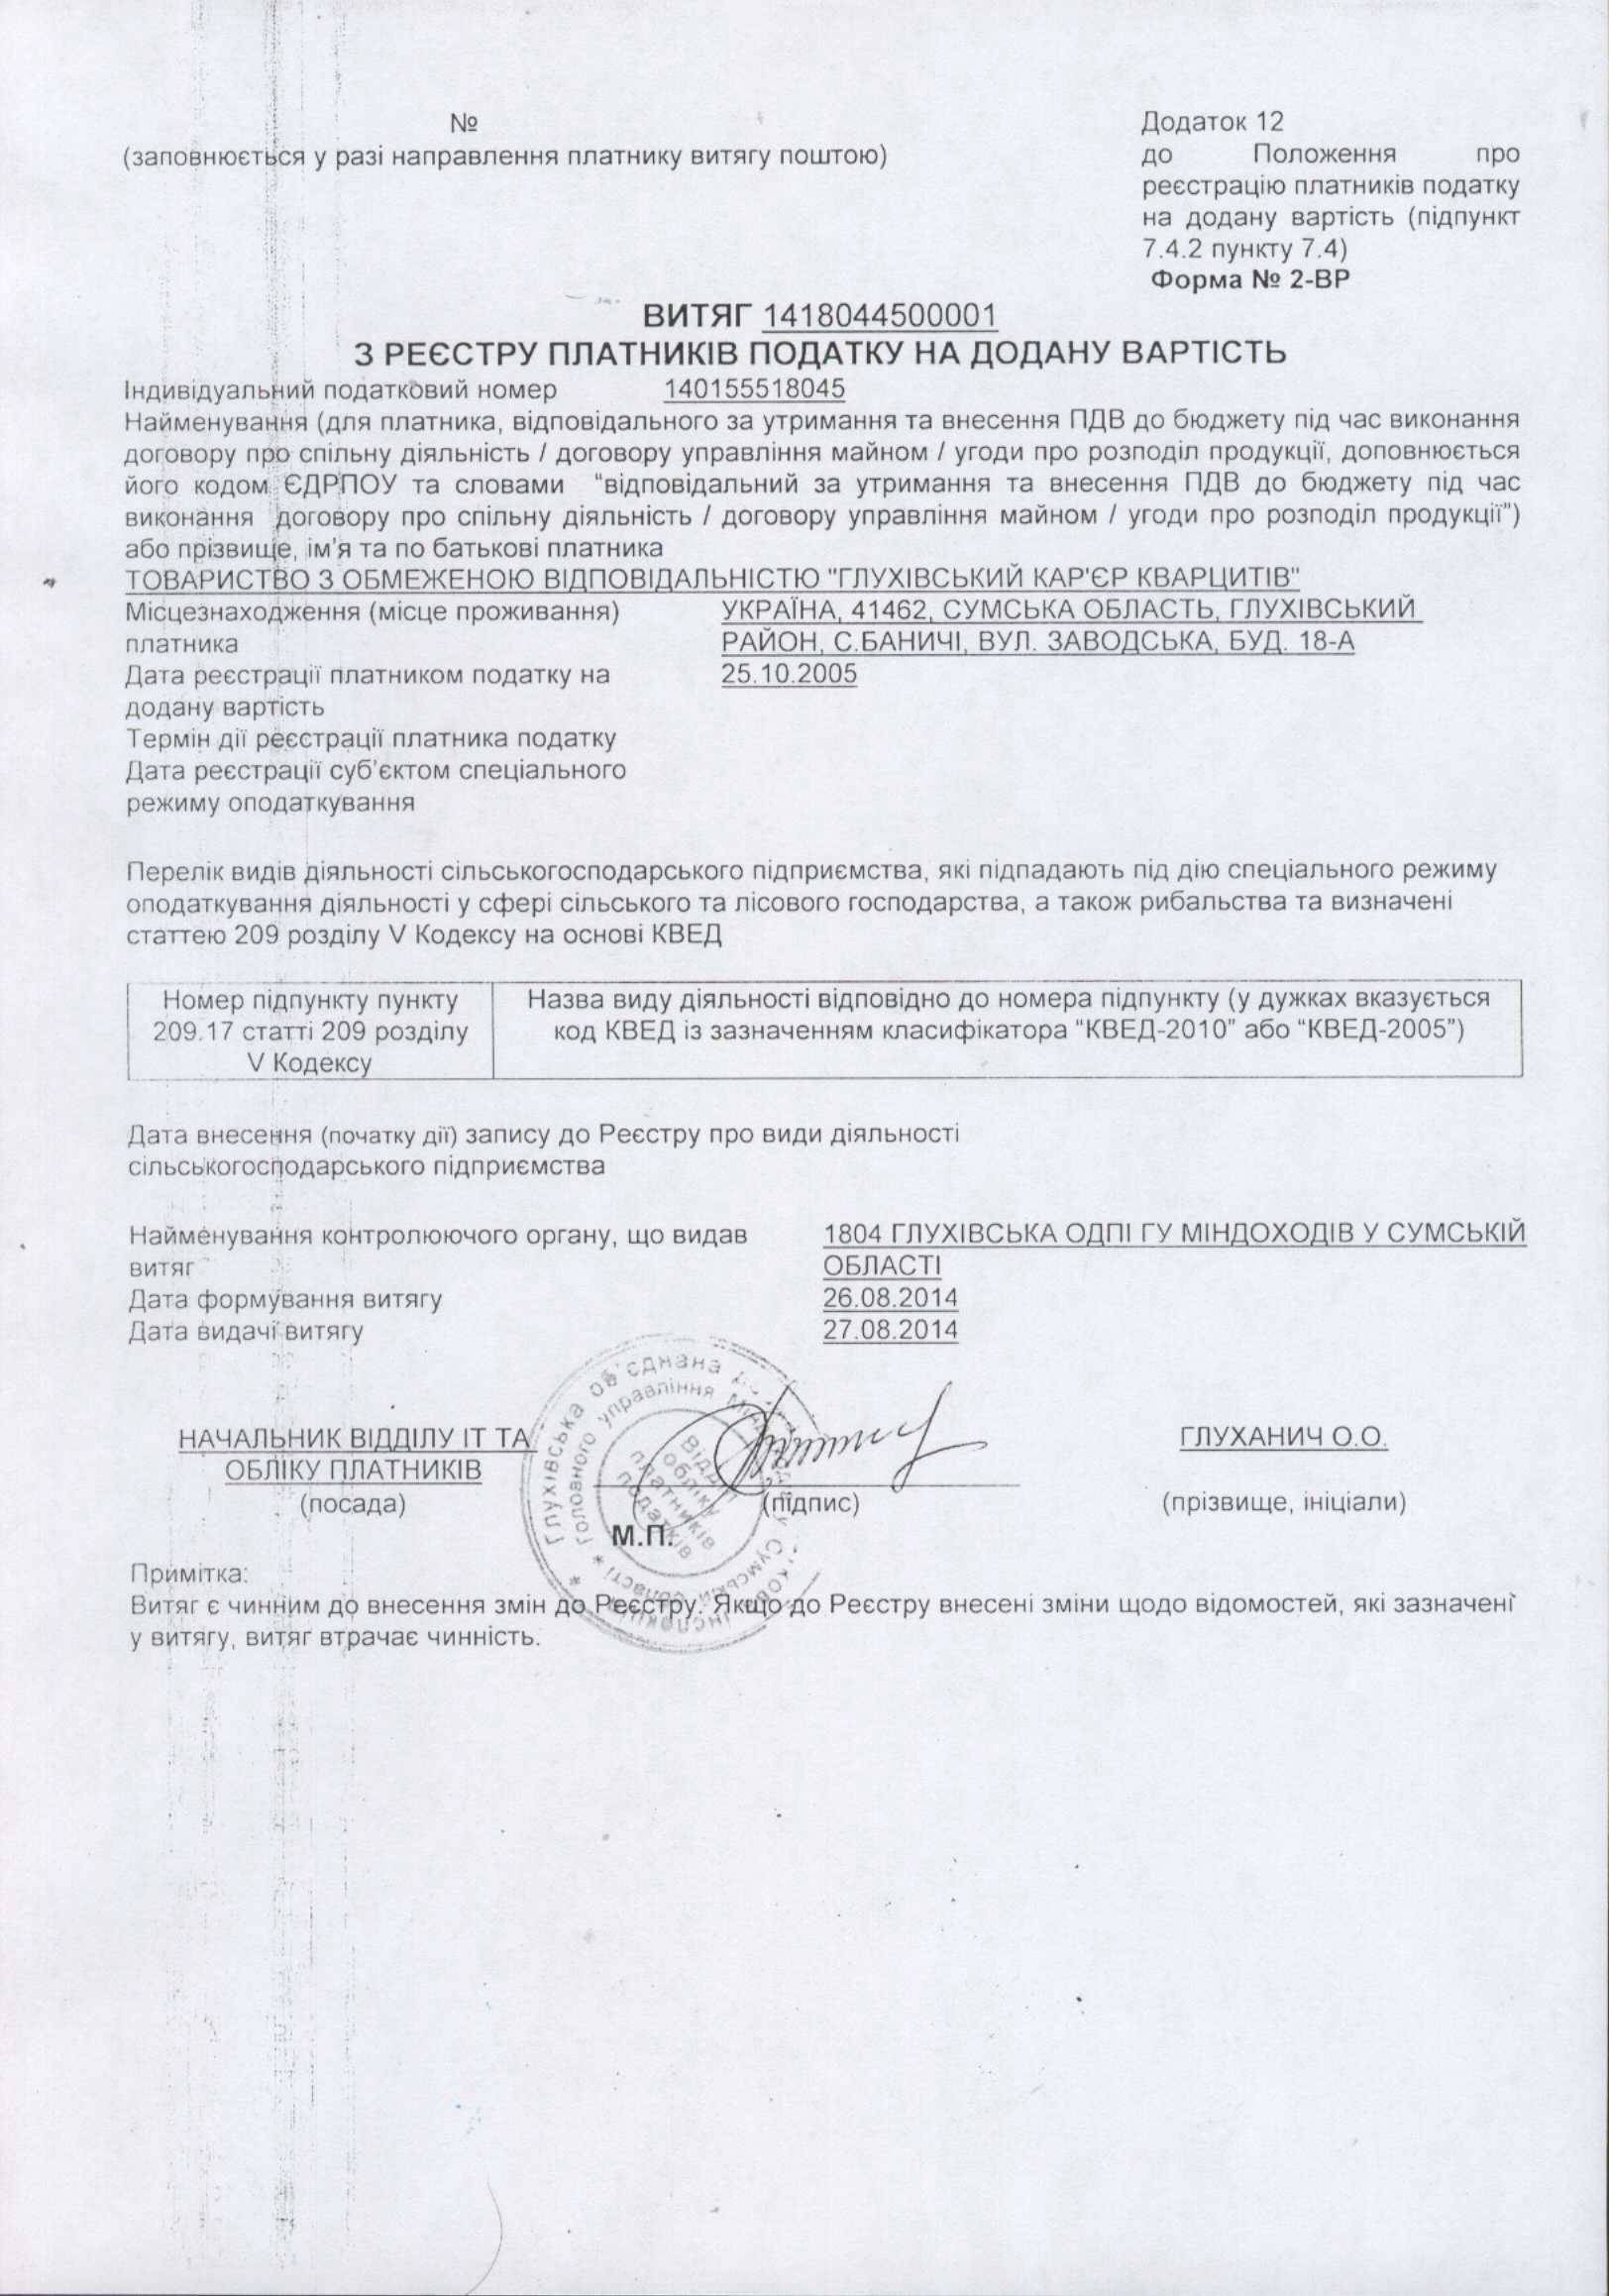 №
(заповнюється у разі направлення платнику витягу поштою)
Додаток 12
до Положення про
реєстрацію платників податку
на додану вартість (підпункт
7.4.2 пункту 7.4)
Форма № 2-ВР
ВИТЯГ 1418044500001
З РЕЄСТРУ ПЛАТНИКІВ ПОДАТКУ НА ДОДАНУ ВАРТІСТЬ
Індивідуальний податковий номер 140155518045
Найменування (для платника, відповідального за утримання та внесення ПДВ до бюджету під час виконання
договору про спільну діяльність / договору управління майном / угоди про розподіл продукції, доповнюється
його кодом ЄДРПОУ та словами “відповідальний за утримання та внесення ПДВ до бюджету під час
виконання договору про спільну діяльність / договору управління майном / угоди про розподіл продукції”)
або прізвище, ім’я та по батькові платника
ТОВАРИСТВО З ОБМЕЖЕНОЮ ВІДПОВІДАЛЬНІСТЮ "ГЛУХІВСЬКИЙ КАР'ЄР КВАРЦИТІВ"
Місцезнаходження (місце проживання) УКРАЇНА, 41462, СУМСЬКА ОБЛАСТЬ, ГЛУХІВСЬКИЙ
платника РАЙОН, С.БАНИЧІ, ВУЛ. ЗАВОДСЬКА, БУД. 18-А
Дата реєстрації платником податку на 25.10.2005
додану вартість
Термін дії реєстрації платника податку
Дата реєстрації суб’єктом спеціального
режиму оподаткування
Перелік видів діяльності сільськогосподарського підприємства, які підпадають під дію спеціального режиму
оподаткування діяльності у сфері сільського та лісового господарства, а також рибальства та визначені
статтею 209 розділу V Кодексу на основі КВЕД
Номер підпункту пункту
209.17 статті 209 розділу
V Кодексу
Назва виду діяльності відповідно до номера підпункту (у дужках вказується
код КВЕД із зазначенням класифікатора “КВЕД-2010” або “КВЕД-2005”)
Дата внесення (початку дії) запису до Реєстру про види діяльності
сільськогосподарського підприємства
Найменування контролюючого органу, що видав 1804 ГЛУХІВСЬКА ОДПІ ГУ МІНДОХОДІВ У СУМСЬКІЙ
витяг ОБЛАСТІ
Дата формування витягу 26.08.2014
Дата видачі витягу 27.08.2014
НАЧАЛЬНИК ВІДДІЛУ ІТ ТА
ОБЛІКУ ПЛАТНИКІВ
(посада)
(підпис)
ГЛУХАНИЧ О.О.
(прізвище, ініціали)
М.П.
Глухівська об'єднана
Головного управління Сумській області
Відділ
обліку
платників
податків
Примітка:
Витяг є чинним до внесення змін до Реєстру. Якщо до Реєстру внесені зміни щодо відомостей, які зазначені
у витягу, витяг втрачає чинність.